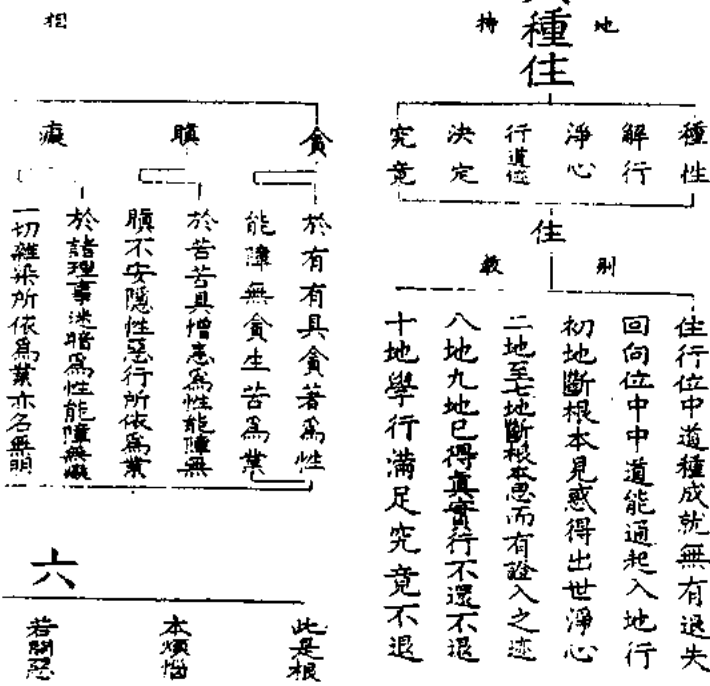 地
持
種住
種性
解行
淨心
行道迹
決定
究竟
住
別
教
住行位中道種成就無有退失
回向位中中道能通起入地行
初地斷根本見惑得出世淨心
二地至七地斷根本思而有證入之迹
八地九地已得真實行不還不退
十地學行滿足究竟不退
相
貪
瞋
癡
於有有具貪著為性
能障無貪生苦為業
於苦苦具憎恚為性能障無
瞋不安隱性惡行所依為業
於諸理事迷暗為性能障無癡
一切雜染所依為業亦名無明
六
此是根
本煩惱
若開惡